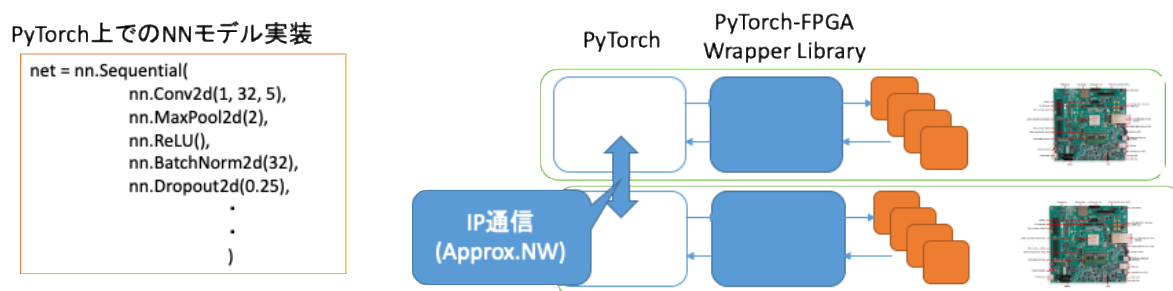 PyTorch上でのNNモデル実装
net = nn.Sequential(
nn.Conv2d(1, 32, 5),
nn.MaxPool2d(2),
nn.ReLU(),
nn.BatchNorm2d(32),
nn.Dropout2d(0.25),
・
・
)
PyTorch
PyTorch-FPGA
Wrapper Library
IP通信
(Approx.NW)